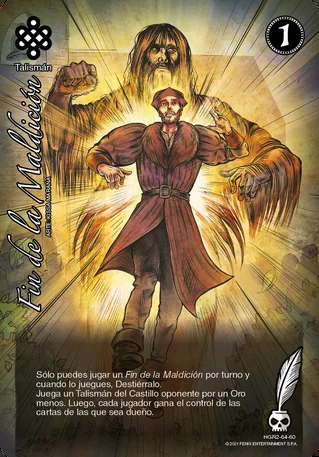 Talismán
1
Fin de la Maldición
Sólo puedes jugar un Fin de la Maldición por turno y
cuando lo juegues, Destiérralo.
Juega un Talismán del Castillo oponente por un Oro
menos. Luego, cada jugador gana el control de las
cartas de las que sea dueño.
HGR2-64-60
©2021 FENIX ENTERTAINMENT S.P.A.